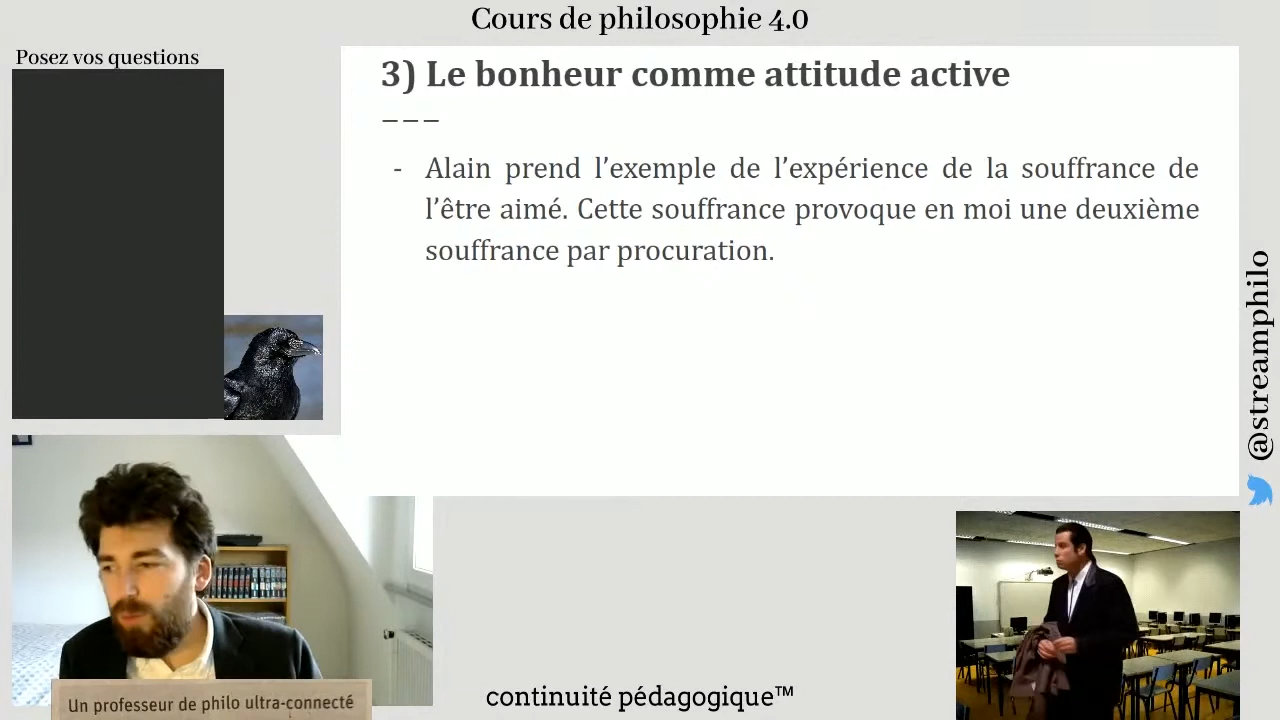 Cours de philosophie 4.0
Posez vos questions
3) Le bonheur comme attitude active
–––
- Alain prend l’exemple de l’expérience de la souffrance de
l’être aimé. Cette souffrance provoque en moi une deuxième
souffrance par procuration.
@streamphilo
Un professeur de philo ultra-connecté
continuité pédagogique™